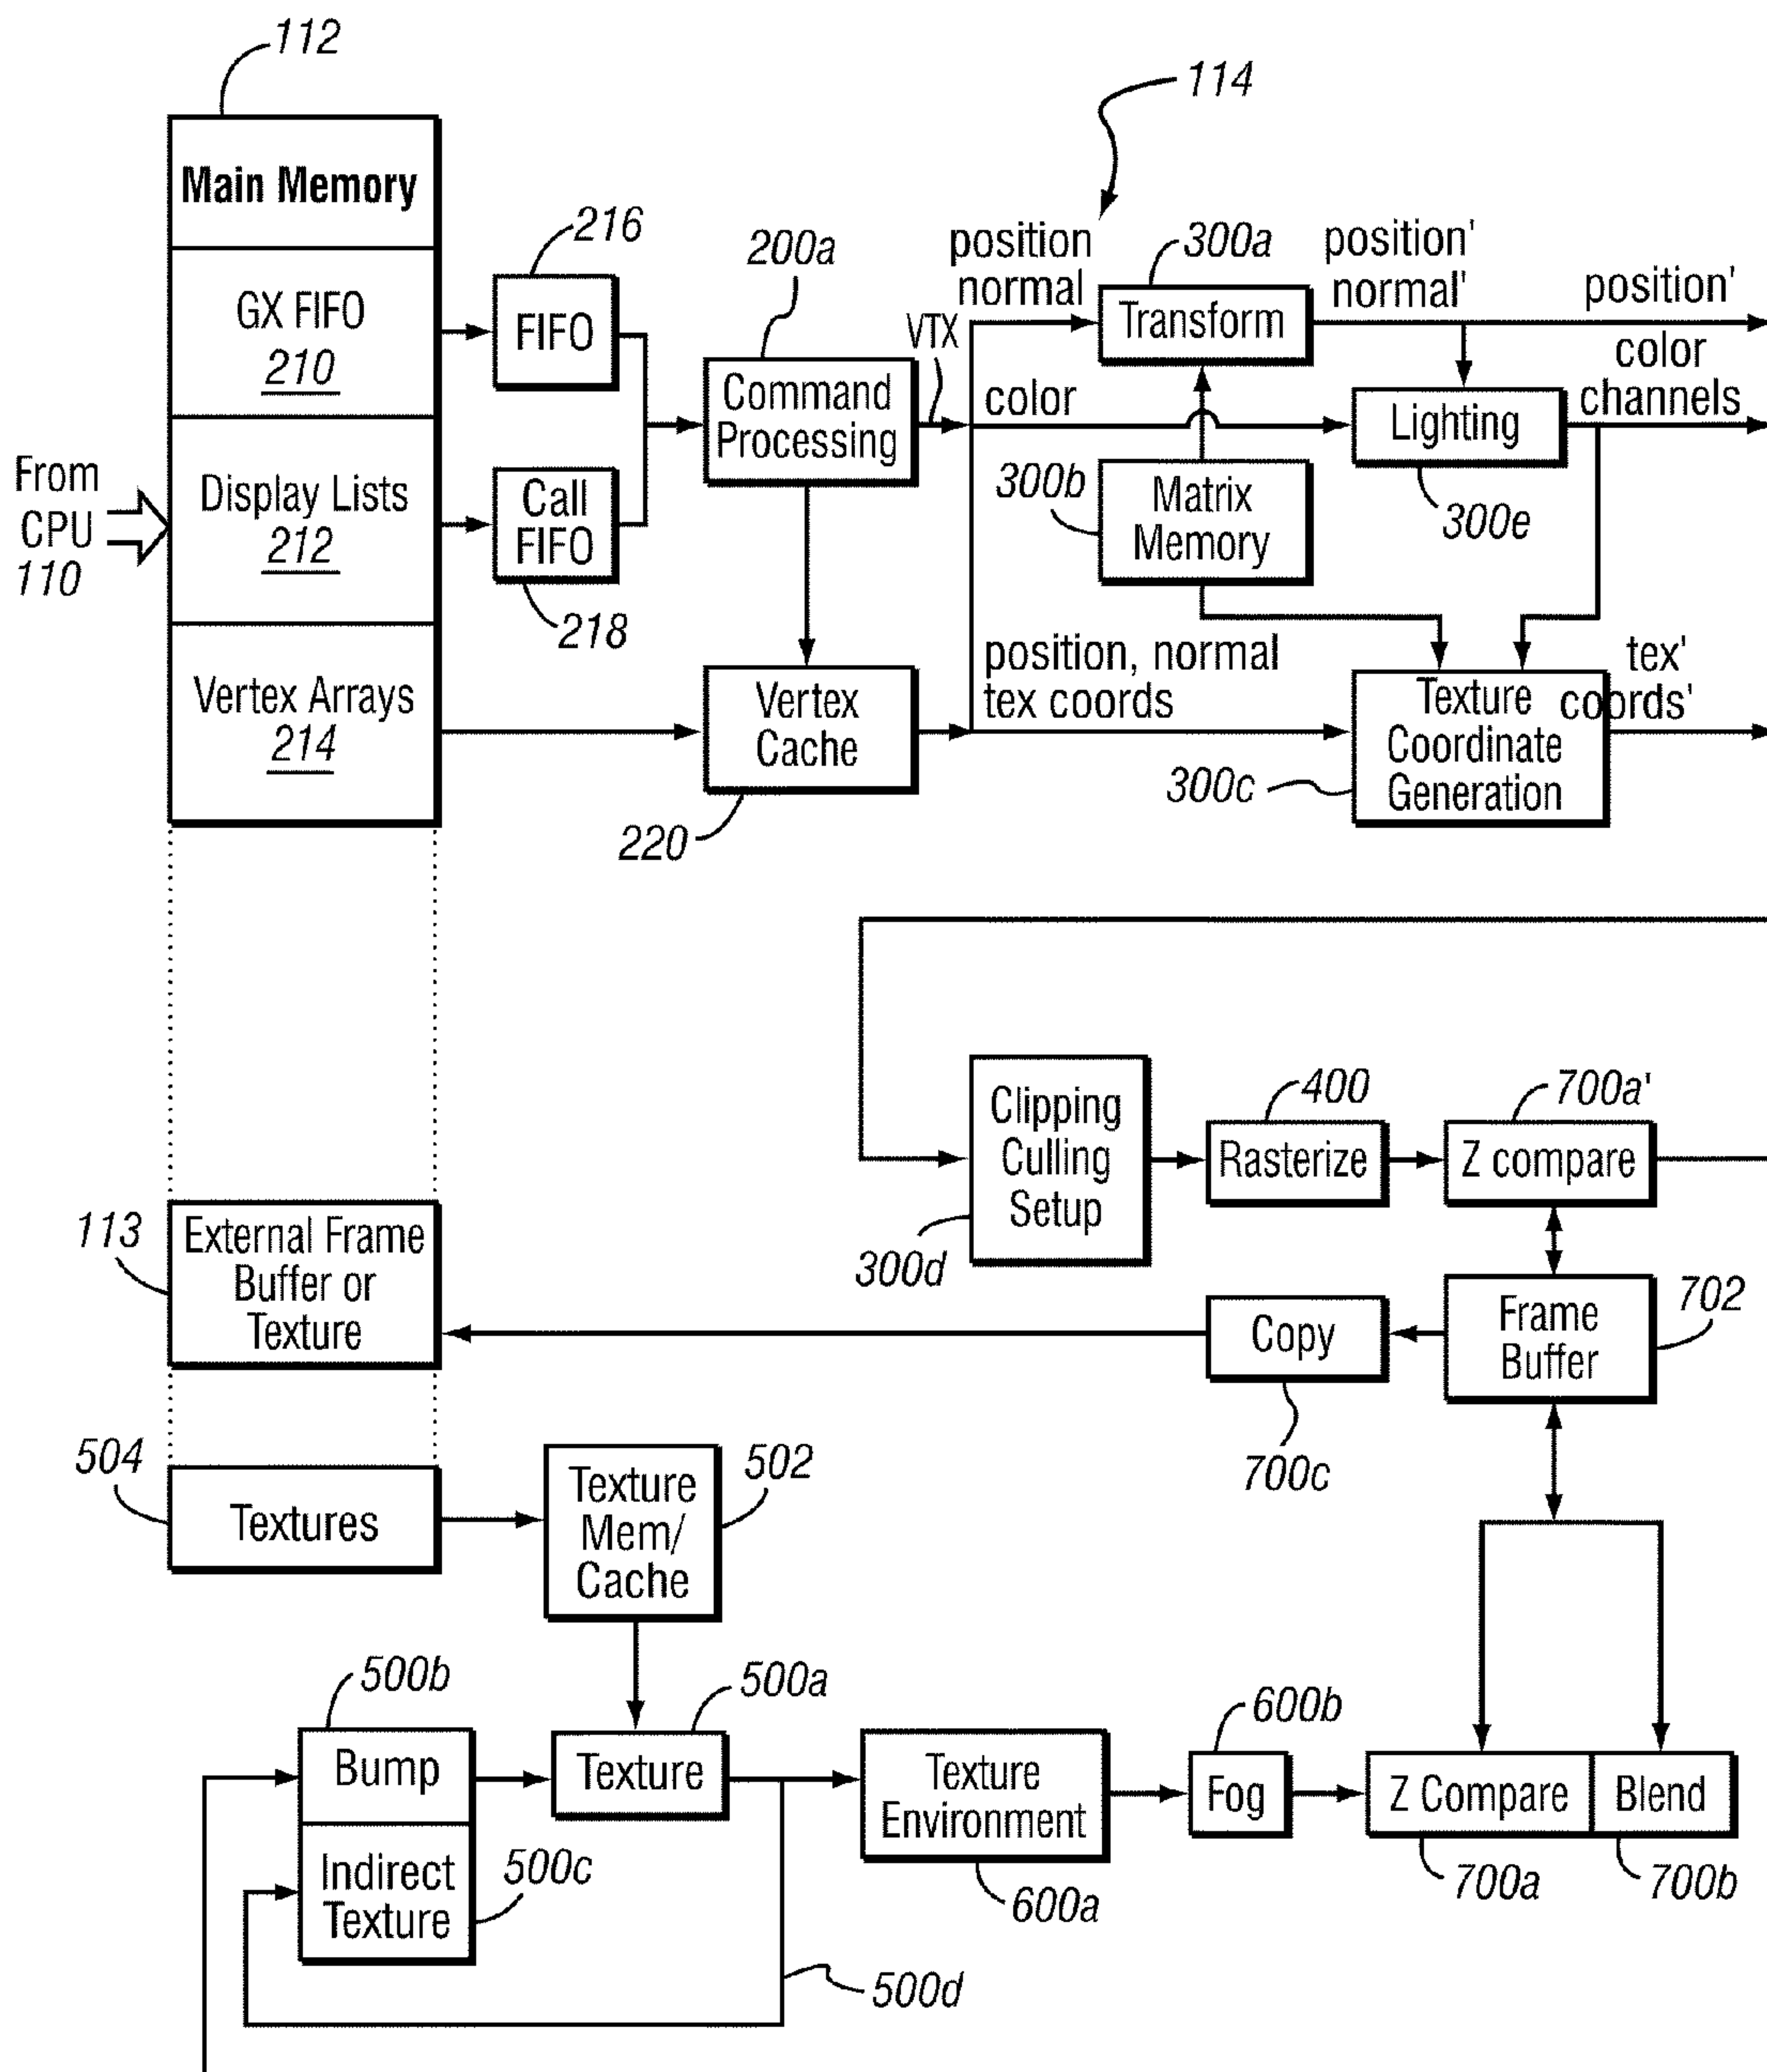 112
114
Main Memory
GX FIFO
210
Display Lists
212
Vertex Arrays
214
From
CPU
110
216
FIFO
Call
FIFO
218
200a
Command
Processing
VTX
Vertex
Cache
220
position
normal
300a
Transform
position'
normal'
position'
color
color
channels
Lighting
300e
300b
Matrix
Memory
position, normal
tex coords
300c
Texture
Coordinate
Generation
tex'
coords'
Clipping
Culling
Setup
300d
400
Rasterize
700a'
Z compare
113
External Frame
Buffer or
Texture
Copy
700c
Frame
Buffer
702
504
Textures
Texture
Mem/
Cache
502
500b
Bump
Indirect
Texture
500c
500a
Texture
500d
Texture
Environment
600a
600b
Fog
Z Compare
Blend
700a
700b